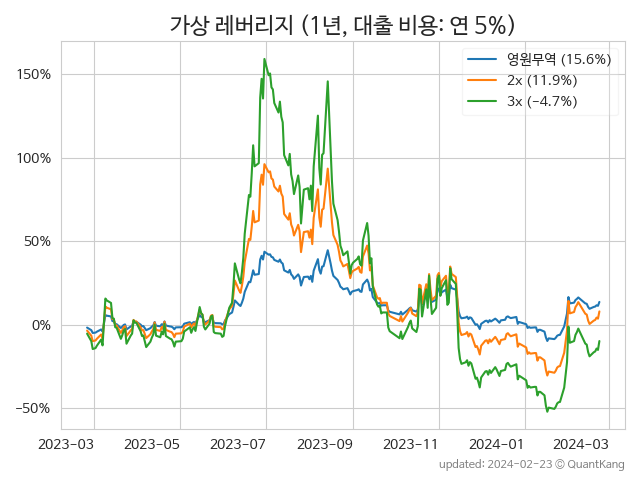 가상 레버리지 (1년, 대출 비용: 연 5%)
영원무역 (15.6%)
2x (11.9%)
3x (−4.7%)
150%
100%
50%
0%
−50%
2023-03 2023-05 2023-07 2023-09 2023-11 2024-01 2024-03
updated: 2024-02-23 © QuantKang